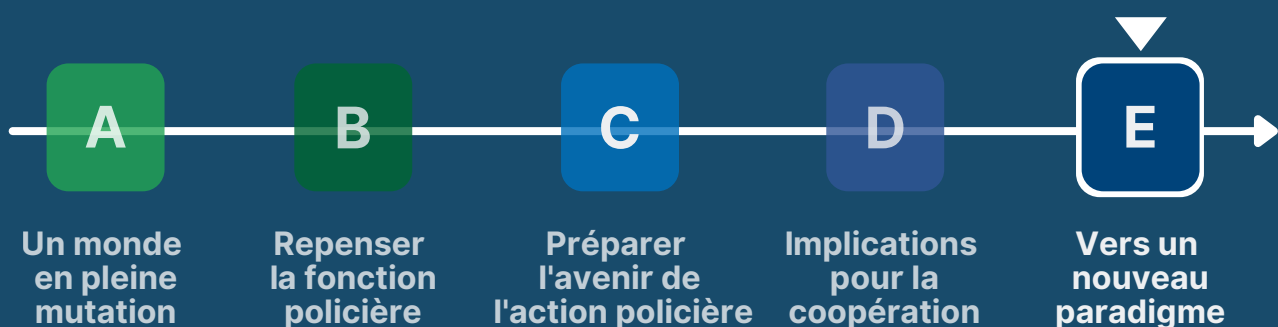 A
B
C
D
E
Un monde
en pleine
mutation
Repenser
la fonction
policière
Préparer
l'avenir de
l'action policière
Implications
pour la
coopération
Vers un
nouveau
paradigme